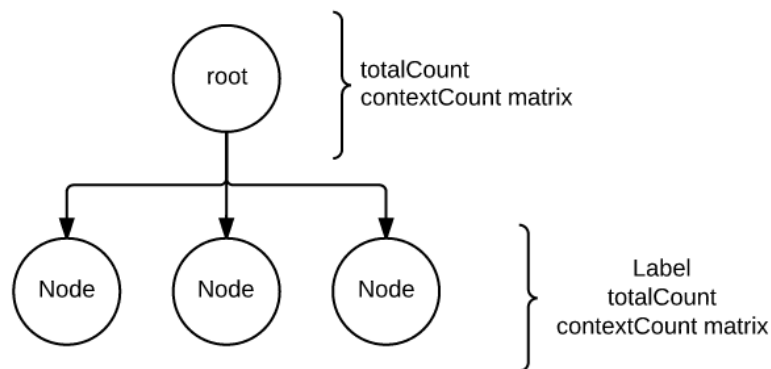 root
totalCount
contextCount matrix
Node
Node
Node
Label
totalCount
contextCount matrix